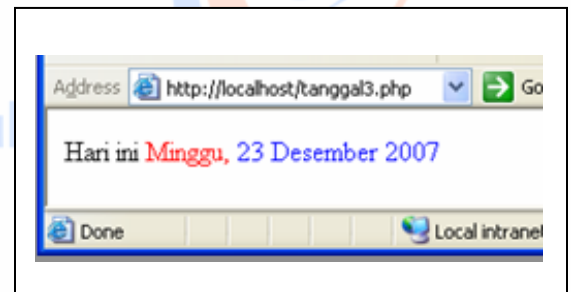 Address http://localhost/tanggal3.php Go
Hari ini Minggu, 23 Desember 2007
Done Local intranet